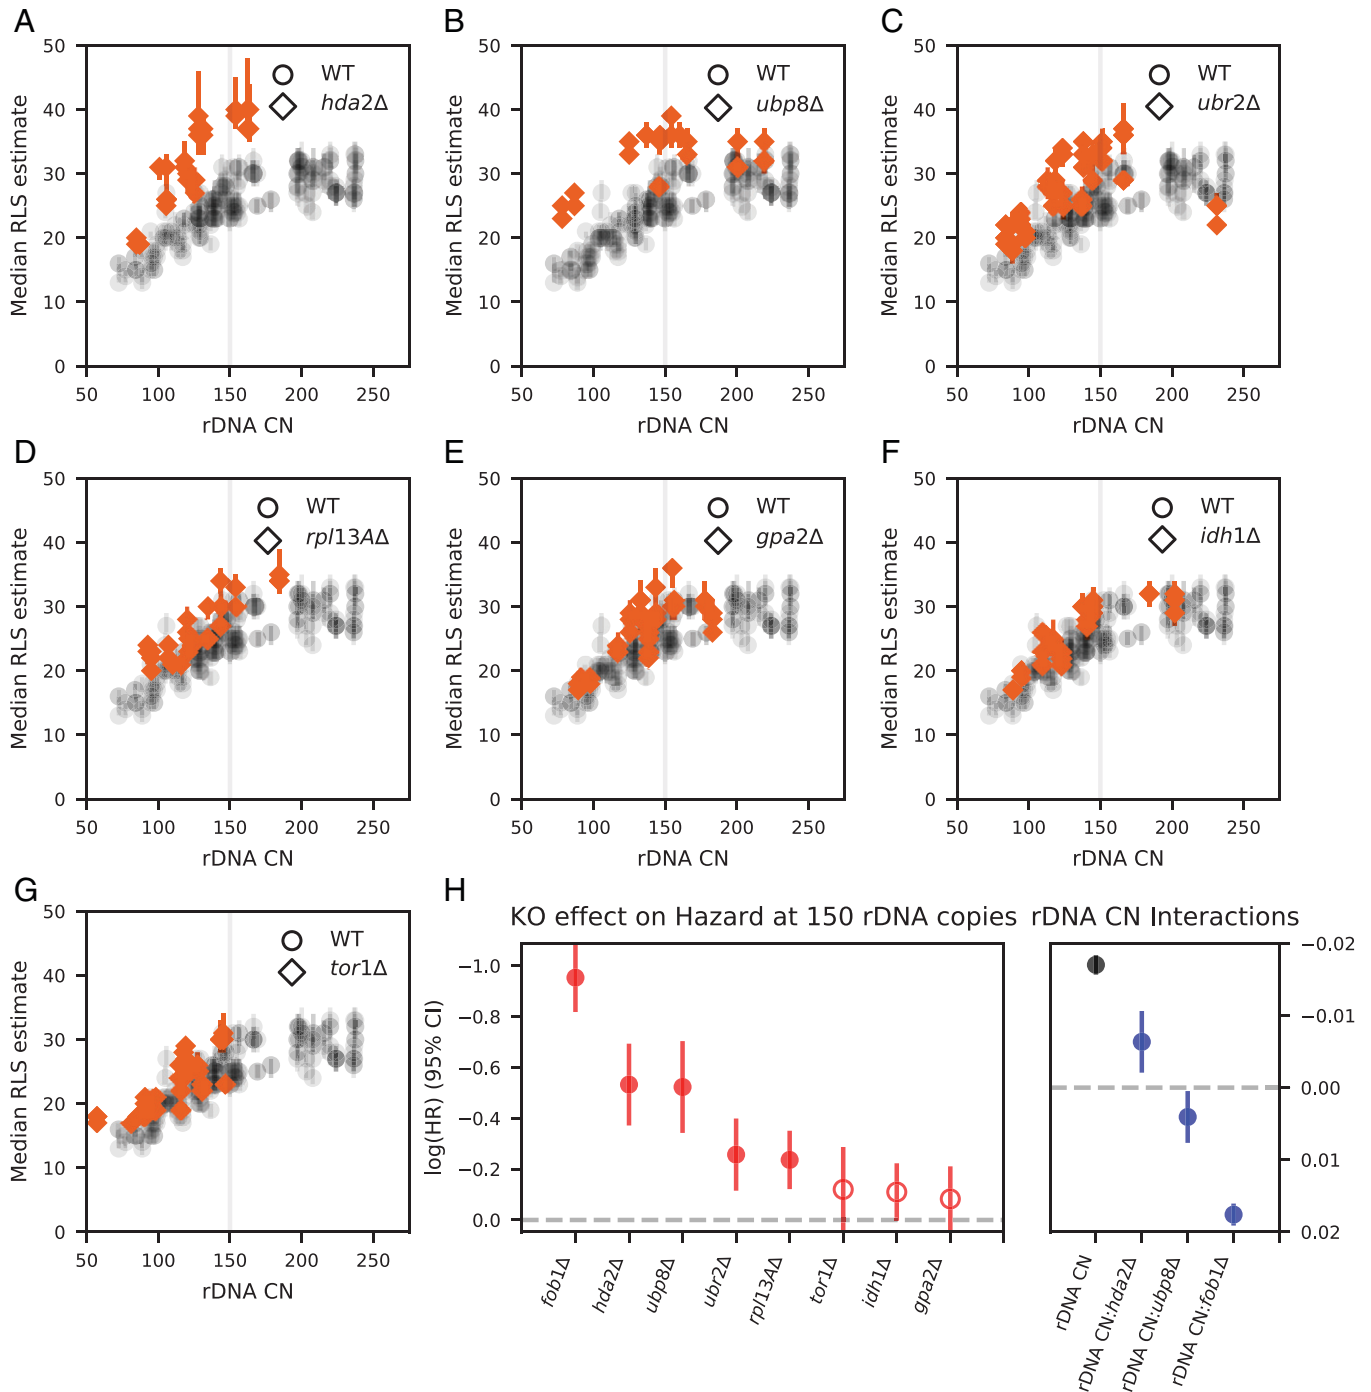 A
50
40
30
20
10
0
Median RLS estimate
WT
hda2Δ
50
100
150
200
250
rDNA CN
B
50
40
30
20
10
0
Median RLS estimate
WT
ubp8Δ
50
100
150
200
250
rDNA CN
C
50
40
30
20
10
0
Median RLS estimate
WT
ubr2Δ
50
100
150
200
250
rDNA CN
D
50
40
30
20
10
0
Median RLS estimate
WT
rpl13AΔ
50
100
150
200
250
rDNA CN
E
50
40
30
20
10
0
Median RLS estimate
WT
gpa2Δ
50
100
150
200
250
rDNA CN
F
50
40
30
20
10
0
Median RLS estimate
WT
idh1Δ
50
100
150
200
250
rDNA CN
G
50
40
30
20
10
0
Median RLS estimate
WT
tor1Δ
50
100
150
200
250
rDNA CN
H
KO effect on Hazard at 150 rDNA copies
−1.0
−0.8
−0.6
−0.4
−0.2
0.0
log(HR) (95% CI)
fob1Δ
hda2Δ
ubp8Δ
ubr2Δ
rpl13AΔ
tor1Δ
idh1Δ
gpa2Δ
rDNA CN Interactions
−0.02
−0.01
0.00
0.01
0.02
rDNA CN
rDNA CN:hda2Δ
rDNA CN:ubp8Δ
rDNA CN:fob1Δ